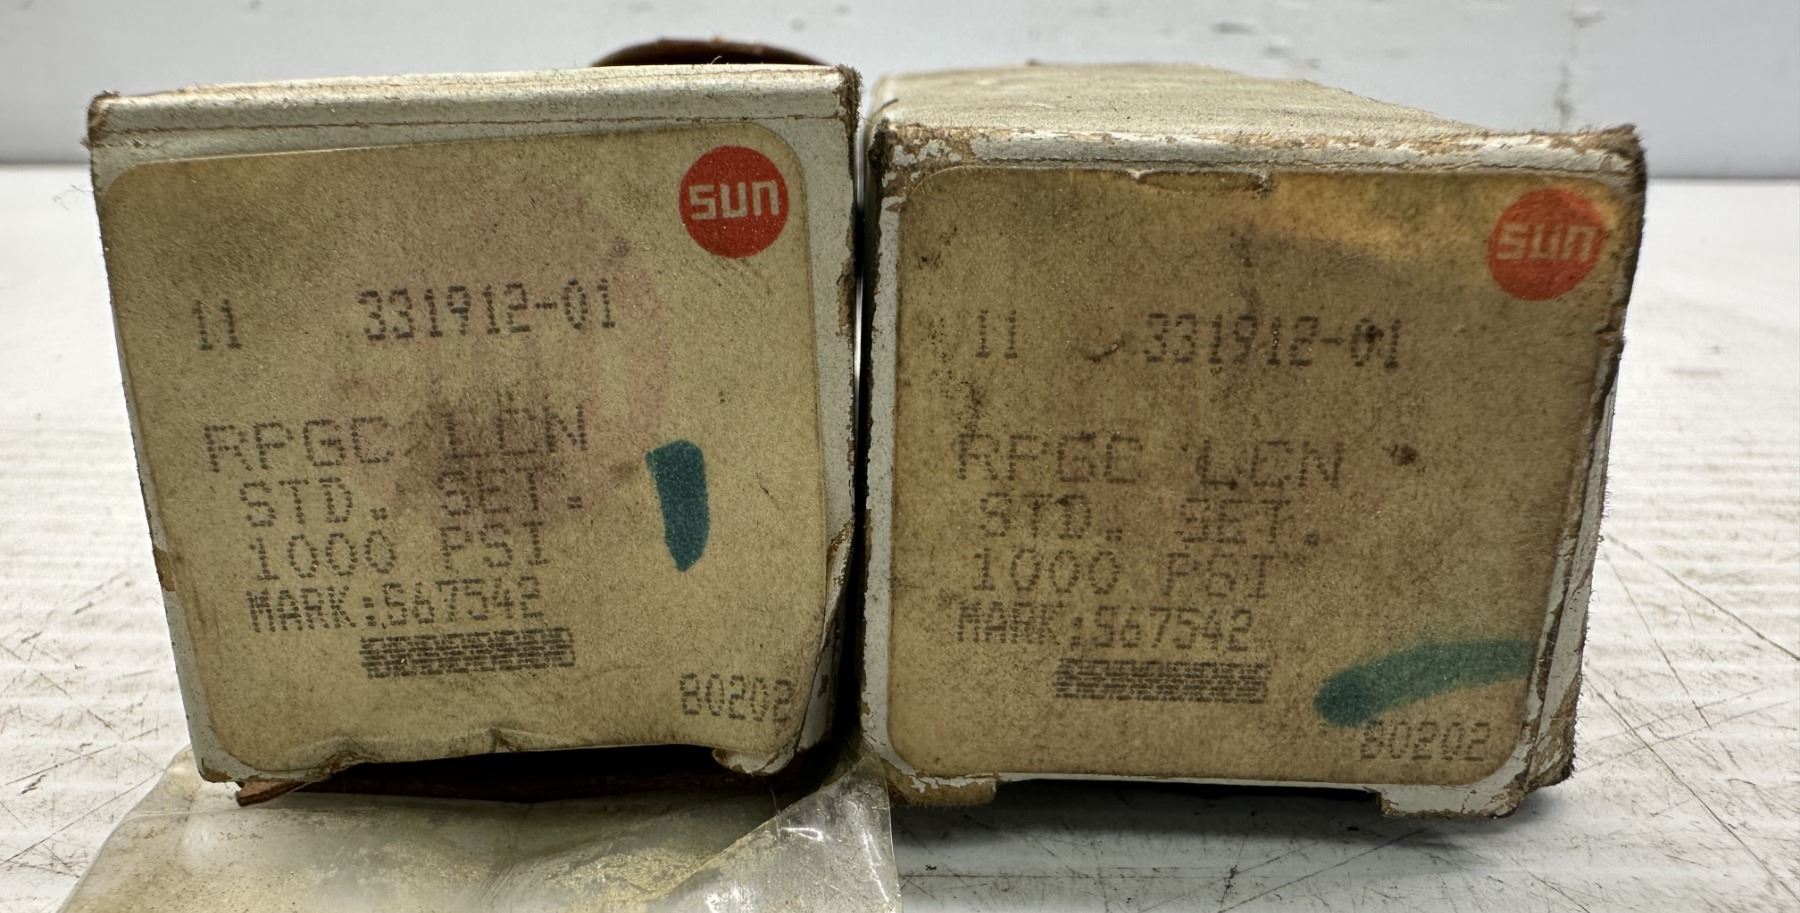 sun
11 331912-01
RPGC LCN
STD. SET.
1000 PSI
MARK:567542
B0202
sun
11 331912-01
RPGC LCN
STD. SET.
1000 PSI
MARK:567542
B0202